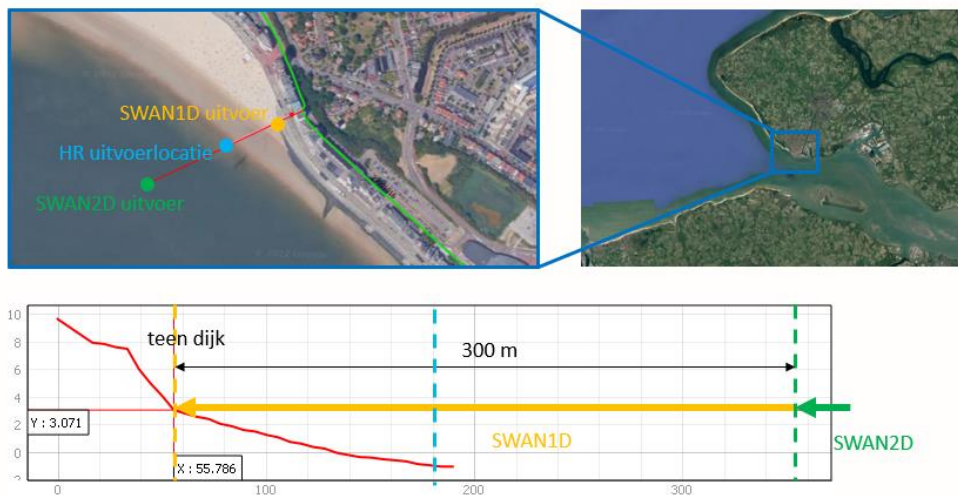 SWAN1D uitvoer
HR uitvoerlocatie
SWAN2D uitvoer
10
8
teen dijk
300 m
6
4
Y : 3.071
2
SWAN1D
SWAN2D
0
X : 55.786
0
100
200
300